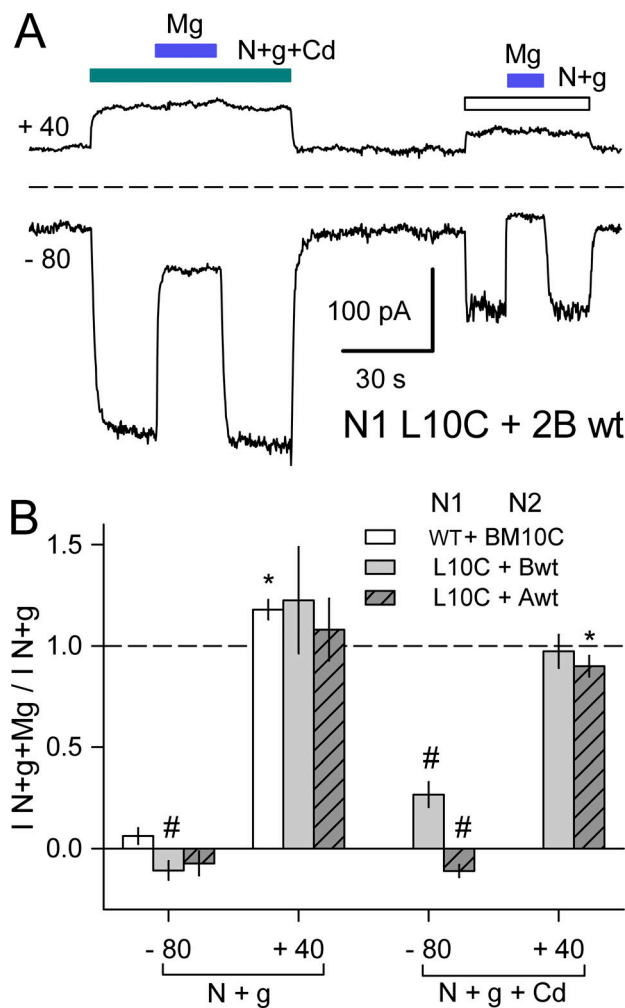 A
Mg
N+g+Cd
Mg
N+g
+ 40
- 80
100 pA
30 s
N1 L10C + 2B wt
B
N1 N2
WT + BM10C
L10C + Bwt
L10C + Awt
I N+g+Mg / I N+g
1.5
1.0
0.5
0.0
*
*
#
#
#
- 80
+ 40
- 80
+ 40
N + g
N + g + Cd